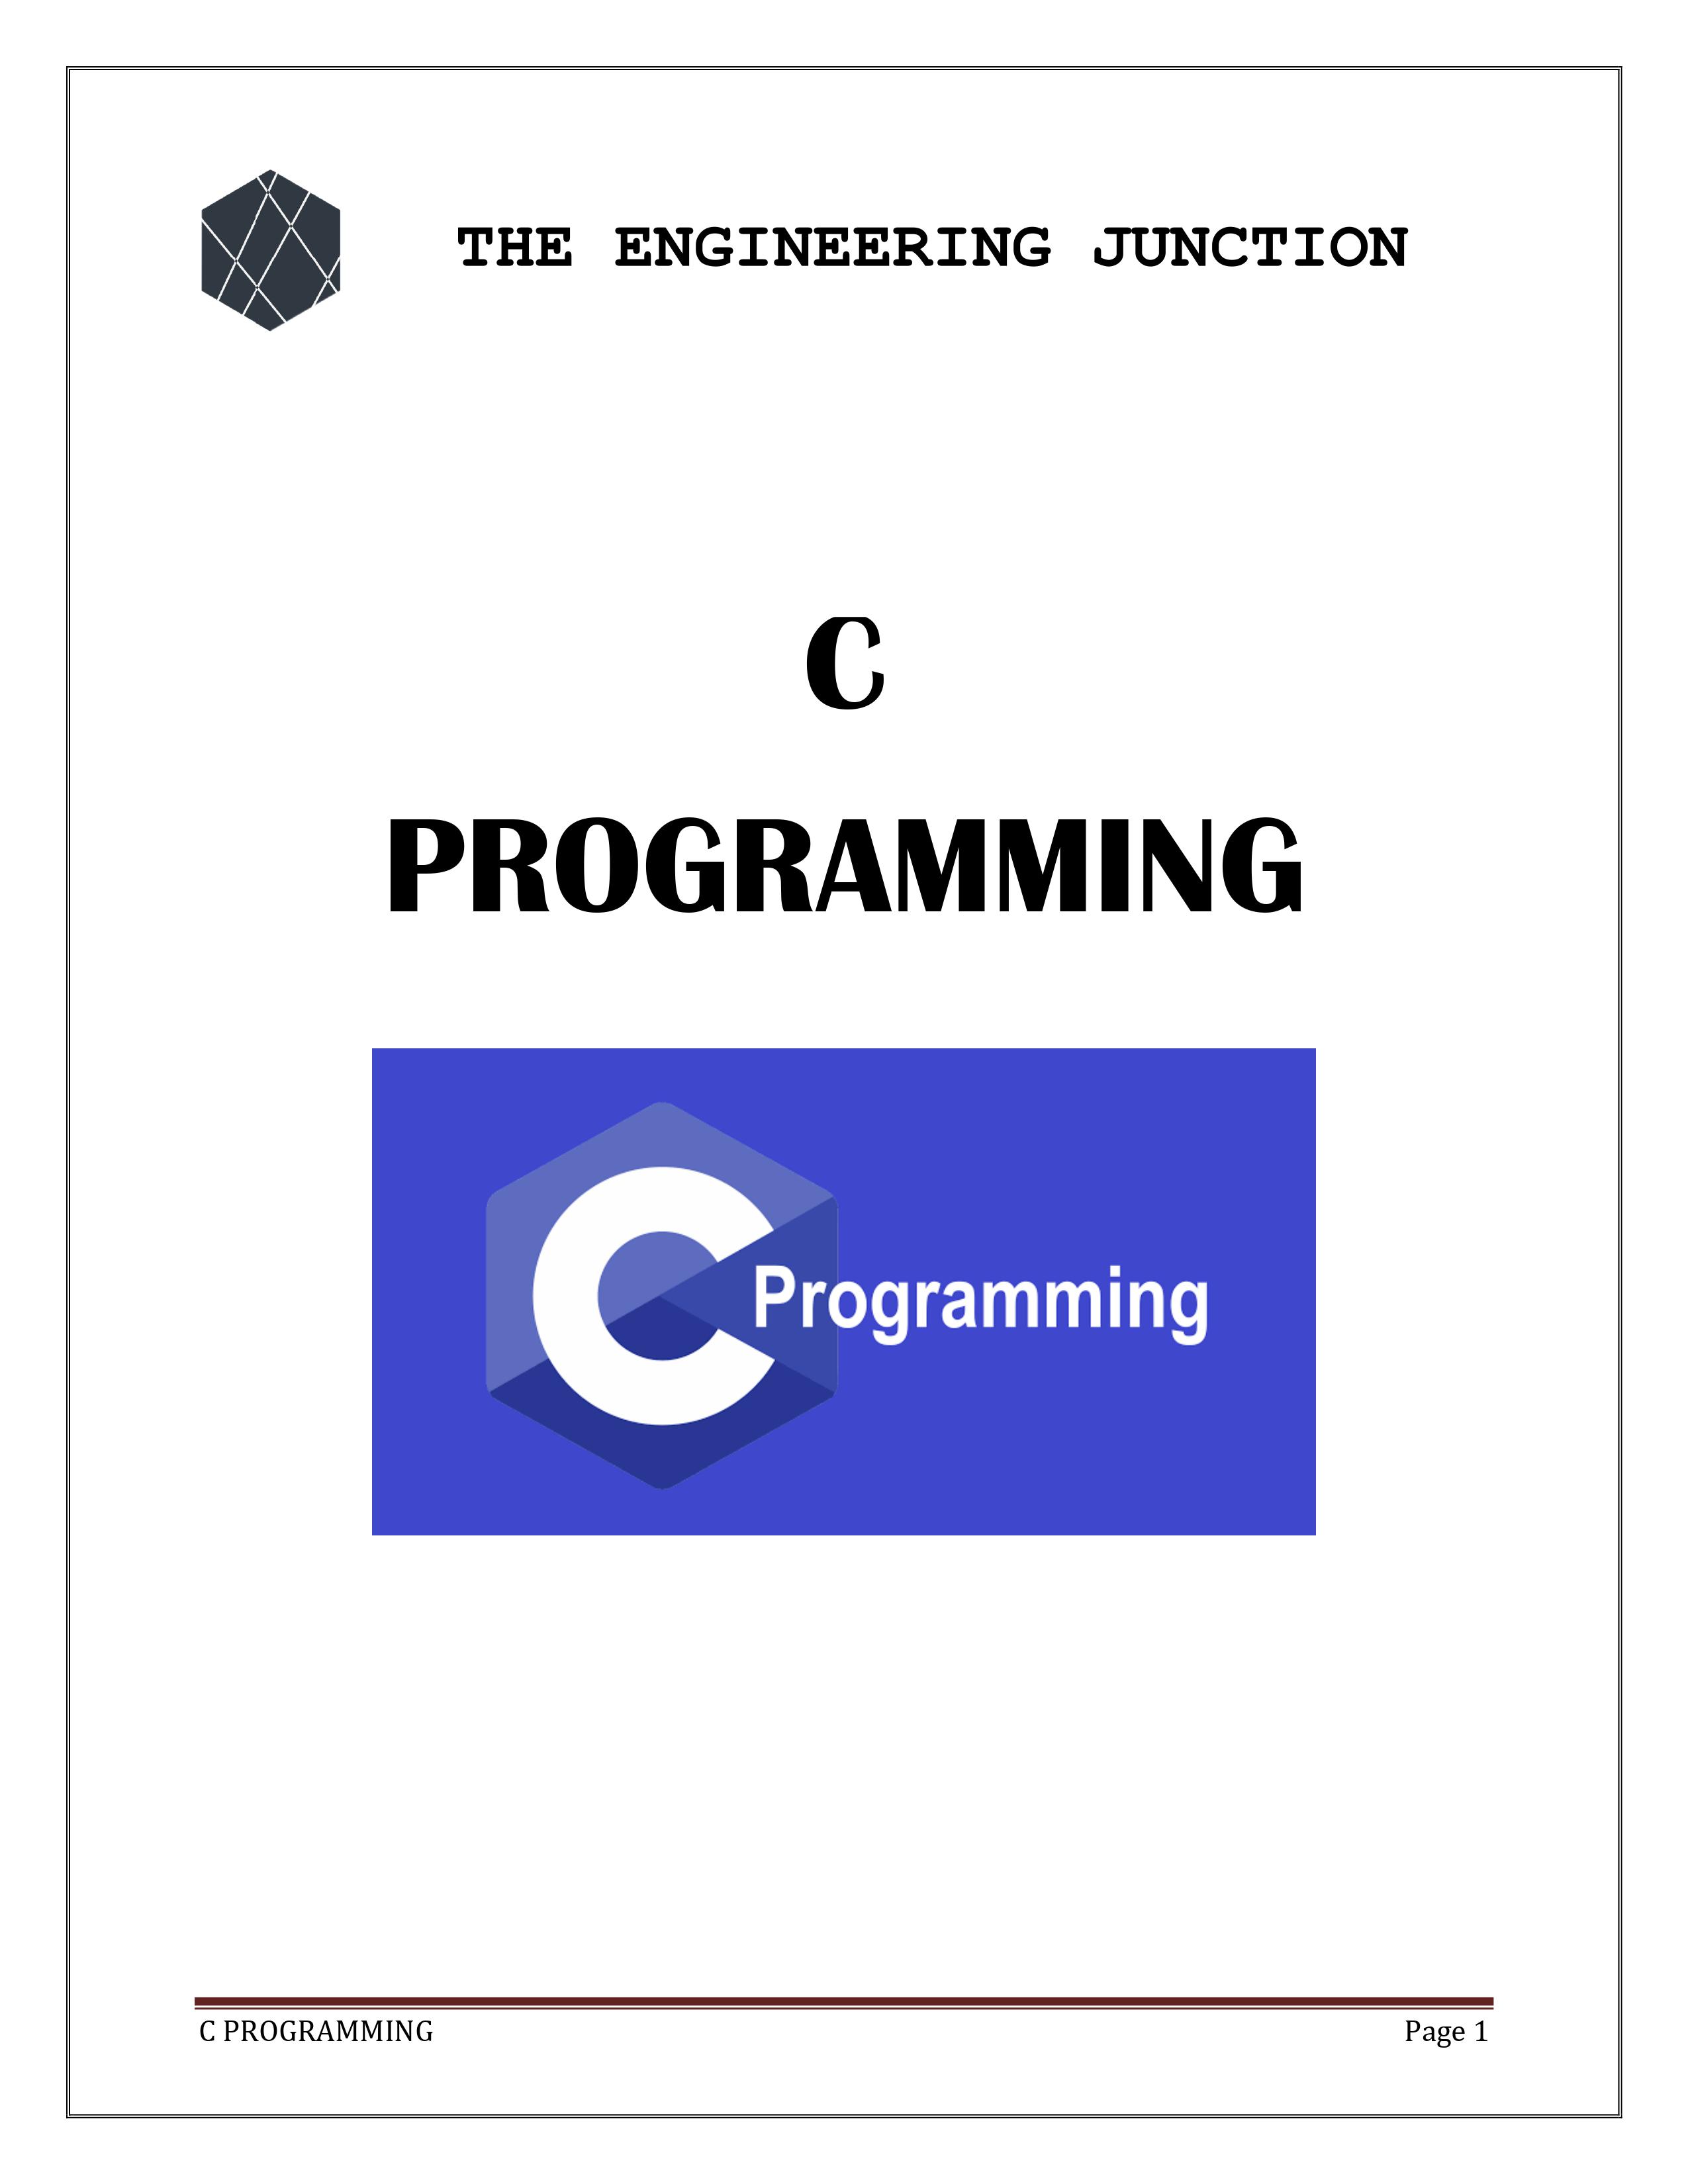 THE ENGINEERING JUNCTION
C
PROGRAMMING
C Programming
C PROGRAMMING Page 1